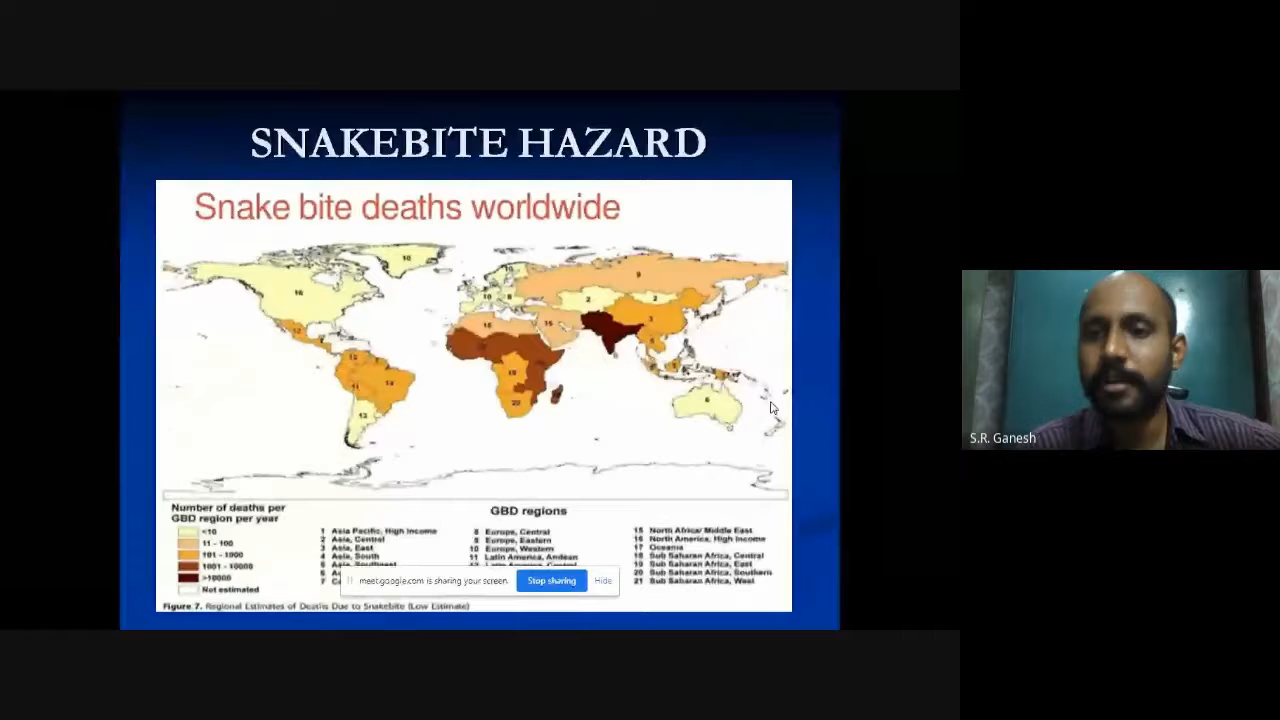 SNAKEBITE HAZARD
Snake bite deaths worldwide
Number of deaths per
GBD region per year
<10
11 - 100
101 - 1000
1001 - 10000
>10000
Not estimated
GBD regions
1 Asia Pacific, High Income
2 Asia, Central
3 Asia, East
4 Asia, South
5 Asia, Southeast
8 Europe, Central
9 Europe, Eastern
10 Europe, Western
11 Latin America, Andean
15 North Africa/ Middle East
16 North America, High Income
17 Oceania
18 Sub Saharan Africa, Central
19 Sub Saharan Africa, East
20 Sub Saharan Africa, Southern
21 Sub Saharan Africa, West
meet.google.com is sharing your screen.
Stop sharing
Hide
Figure 7. Regional Estimates of Deaths Due to Snakebite (Low Estimate)
S.R. Ganesh